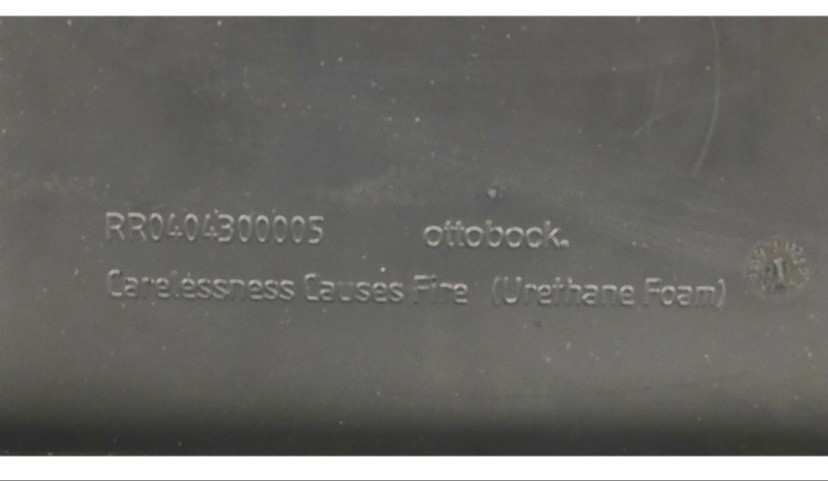 RR0404300005 ottobock.
Carelessness Causes Fire (Urethane Foam)